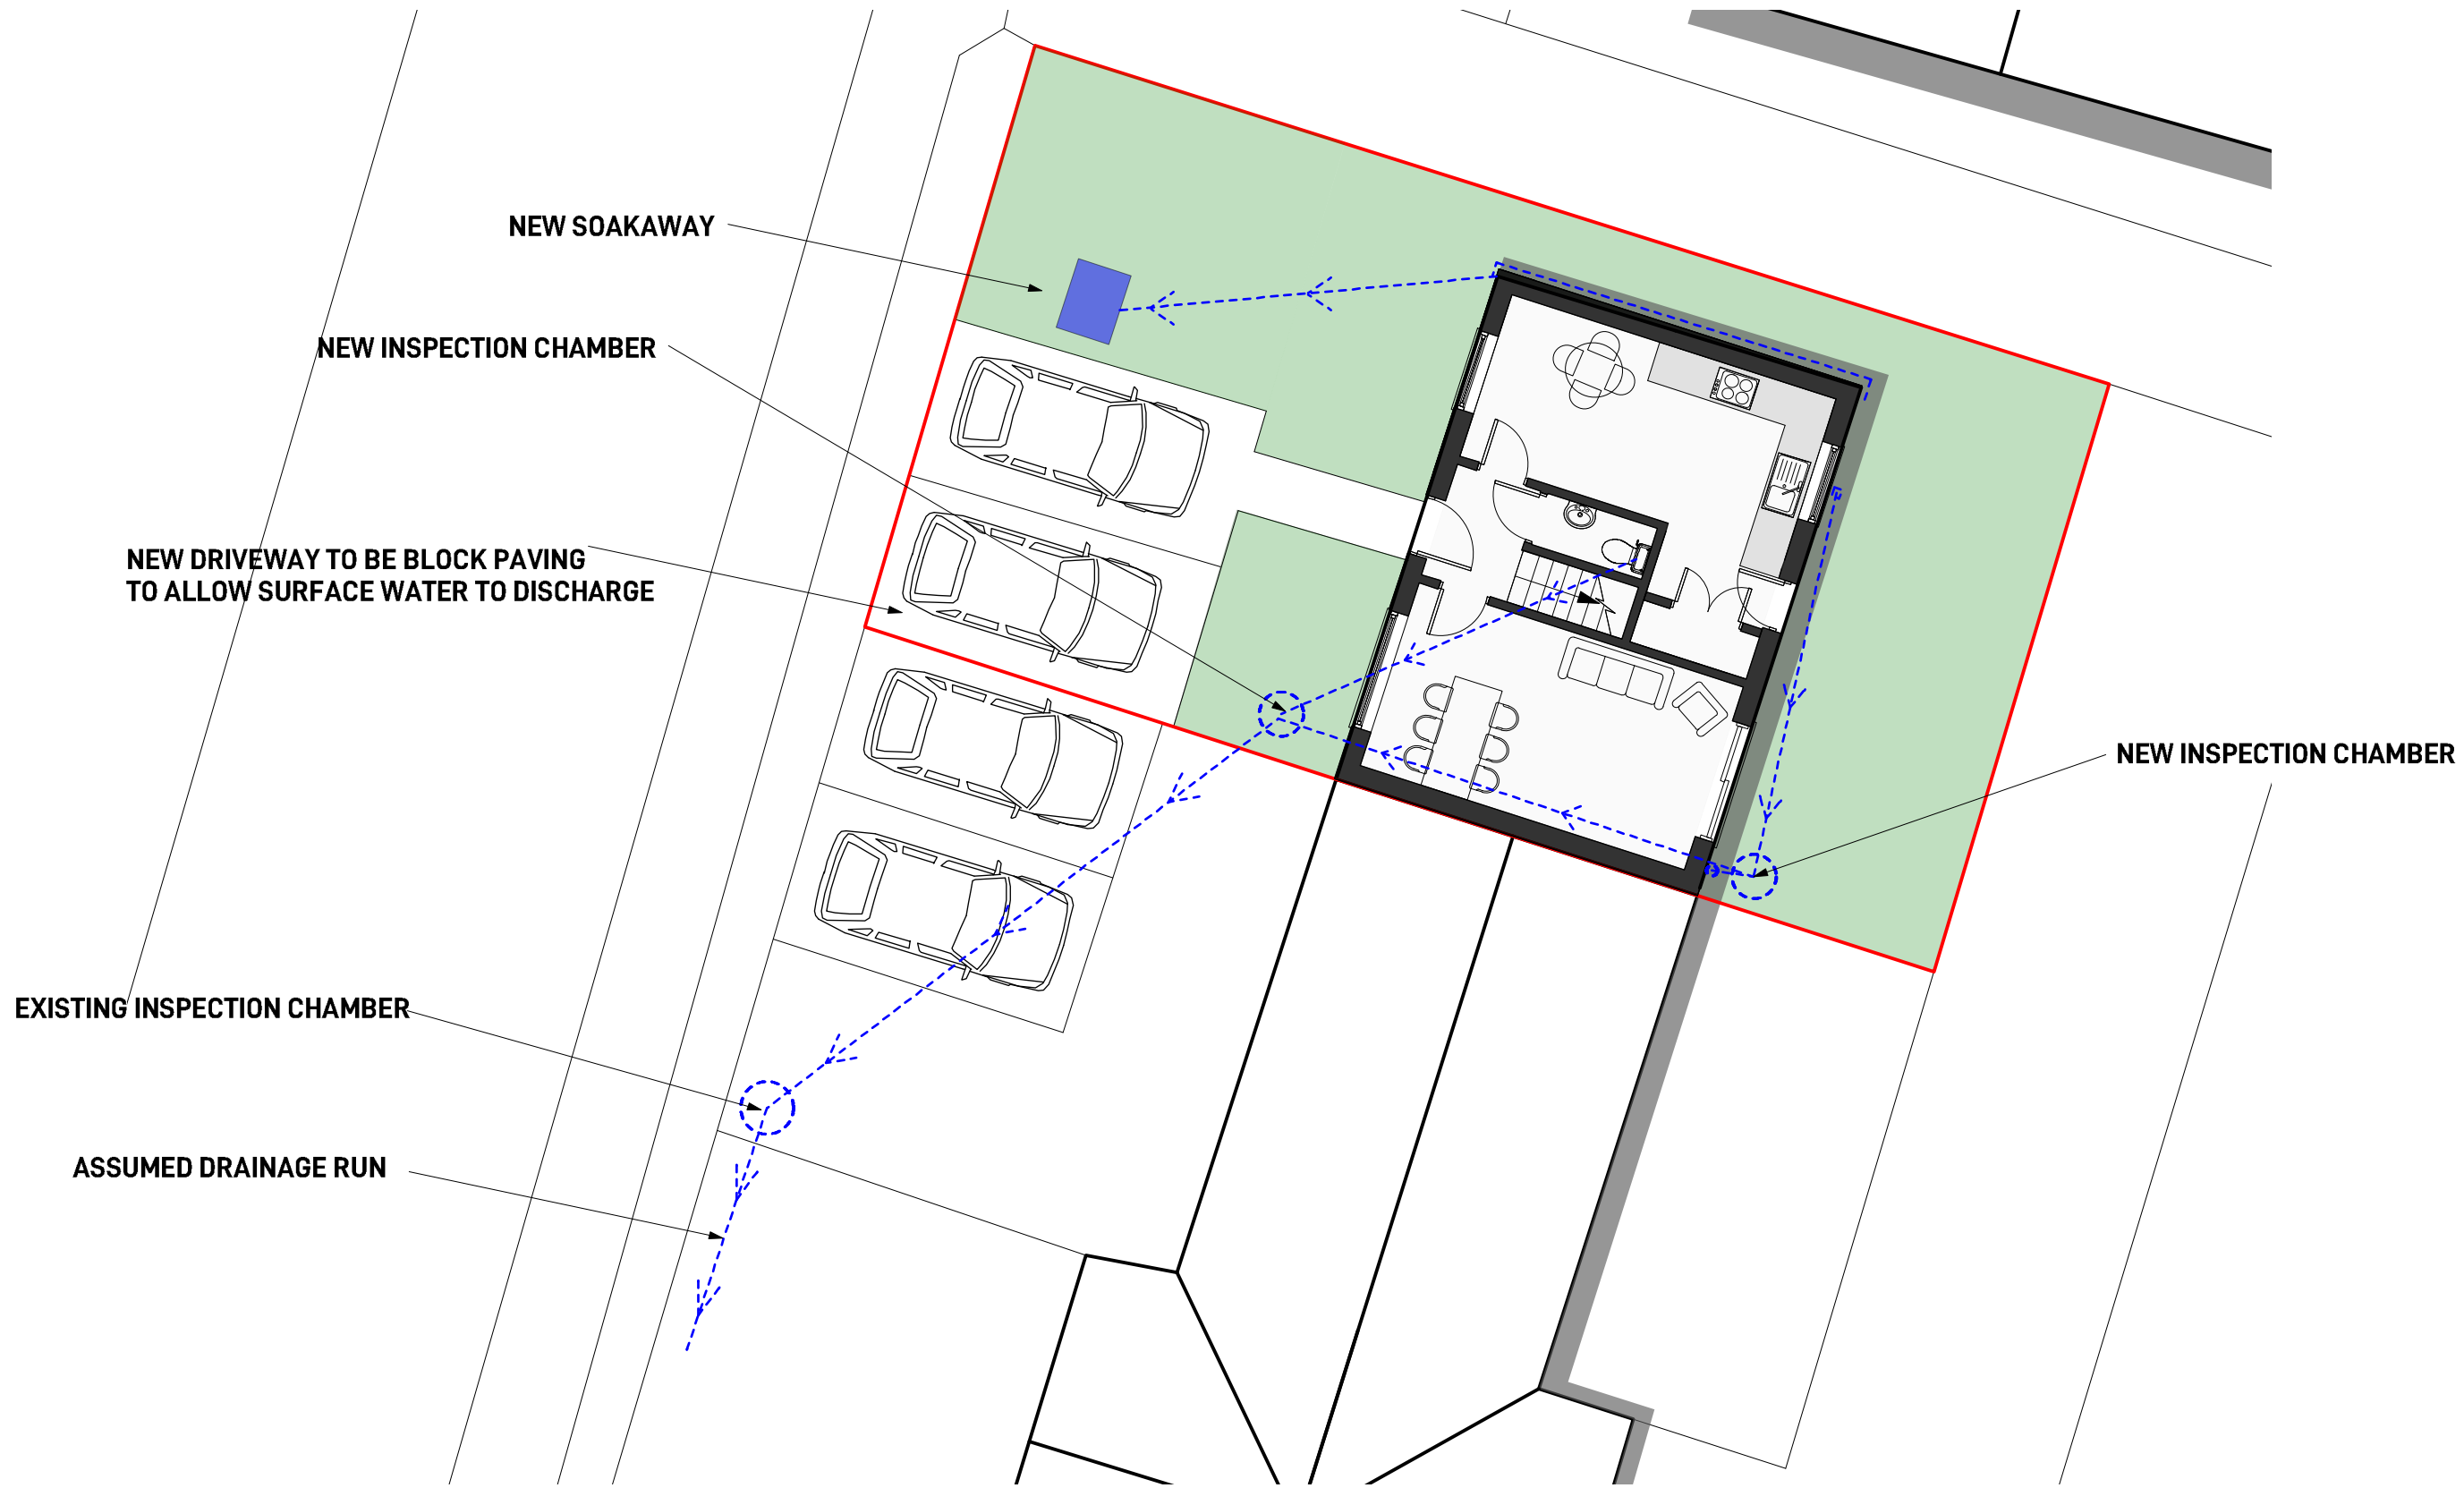 NEW SOAKAWAY
NEW INSPECTION CHAMBER
NEW DRIVEWAY TO BE BLOCK PAVING
TO ALLOW SURFACE WATER TO DISCHARGE
NEW INSPECTION CHAMBER
EXISTING INSPECTION CHAMBER
ASSUMED DRAINAGE RUN